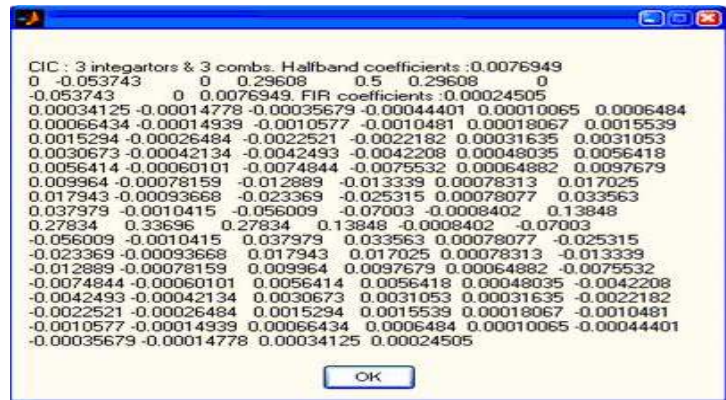 CIC : 3 integartors & 3 combs. Halfband coefficients :0.0076949
0 -0.053743 0 0.29608 0.5 0.29608 0
-0.053743 0 0.0076949. FIR coefficients :0.00024505
0.00034125 -0.00014778 -0.00035679 -0.00044401 0.00010065 0.0006484
0.00066434 -0.00014939 -0.0010577 -0.0010481 0.00018067 0.0015539
0.0015294 -0.00026484 -0.0022521 -0.0022182 0.00031635 0.0031053
0.0030673 -0.00042134 -0.0042493 -0.0042208 0.00048035 0.0056418
0.0056414 -0.00060101 -0.0074844 -0.0075532 0.00064882 0.0097679
0.009964 -0.00078159 -0.012889 -0.013339 0.00078313 0.017025
0.017943 -0.00093668 -0.023369 -0.025315 0.00078077 0.033563
0.037979 -0.0010415 -0.056009 -0.07003 -0.0008402 0.13848
0.27834 0.33696 0.27834 0.13848 -0.0008402 -0.07003
-0.056009 -0.0010415 0.037979 0.033563 0.00078077 -0.025315
-0.023369 -0.00093668 0.017943 0.017025 0.00078313 -0.013339
-0.012889 -0.00078159 0.009964 0.0097679 0.00064882 -0.0075532
-0.0074844 -0.00060101 0.0056414 0.0056418 0.00048035 -0.0042208
-0.0042493 -0.00042134 0.0030673 0.0031053 0.00031635 -0.0022182
-0.0022521 -0.00026484 0.0015294 0.0015539 0.00018067 -0.0010481
-0.0010577 -0.00014939 0.00066434 0.0006484 0.00010065 -0.00044401
-0.00035679 -0.00014778 0.00034125 0.00024505
OK